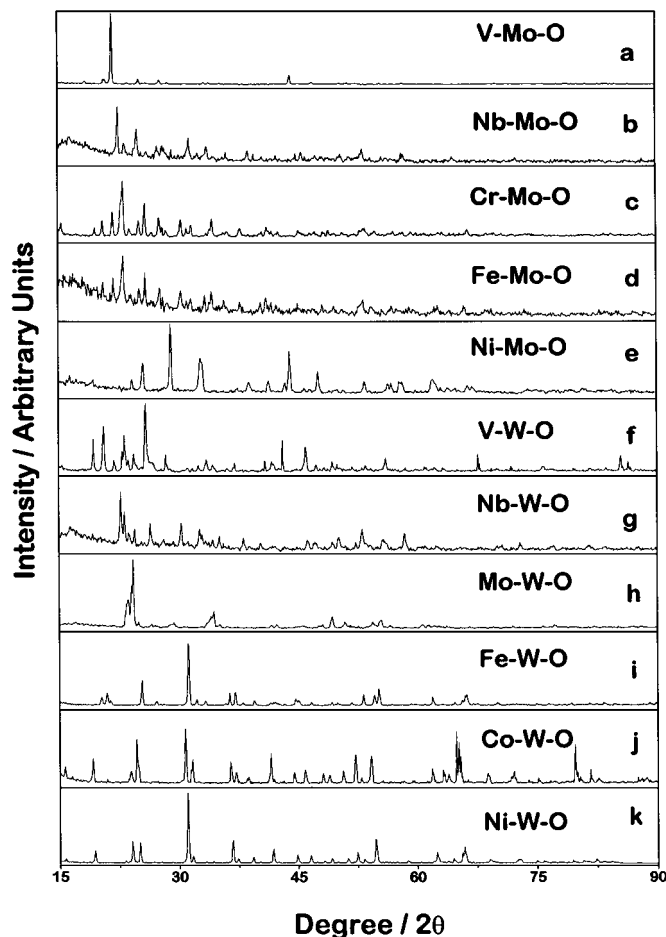 V-Mo-O a
Nb-Mo-O b
Cr-Mo-O c
Fe-Mo-O d
Ni-Mo-O e
V-W-O f
Nb-W-O g
Mo-W-O h
Fe-W-O i
Co-W-O j
Ni-W-O k
Intensity / Arbitrary Units
15 30 45 60 75 90
Degree / 2θ